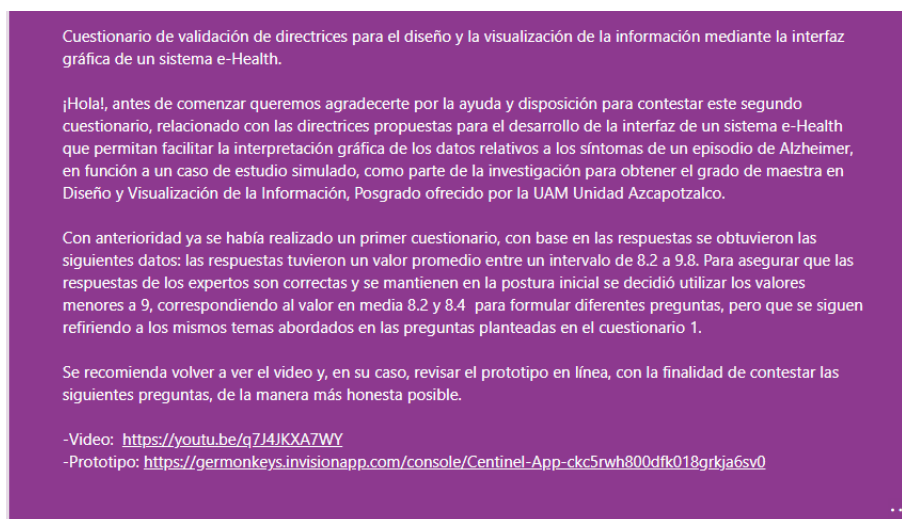 Cuestionario de validación de directrices para el diseño y la visualización de la información mediante la interfaz
gráfica de un sistema e-Health.
¡Hola!, antes de comenzar queremos agradecerte por la ayuda y disposición para contestar este segundo
cuestionario, relacionado con las directrices propuestas para el desarrollo de la interfaz de un sistema e-Health
que permitan facilitar la interpretación gráfica de los datos relativos a los síntomas de un episodio de Alzheimer,
en función a un caso de estudio simulado, como parte de la investigación para obtener el grado de maestra en
Diseño y Visualización de la Información, Posgrado ofrecido por la UAM Unidad Azcapotzalco.
Con anterioridad ya se había realizado un primer cuestionario, con base en las respuestas se obtuvieron las
siguientes datos: las respuestas tuvieron un valor promedio entre un intervalo de 8.2 a 9.8. Para asegurar que las
respuestas de los expertos son correctas y se mantienen en la postura inicial se decidió utilizar los valores
menores a 9, correspondiendo al valor en media 8.2 y 8.4 para formular diferentes preguntas, pero que se siguen
refiriendo a los mismos temas abordados en las preguntas planteadas en el cuestionario 1.
Se recomienda volver a ver el video y, en su caso, revisar el prototipo en línea, con la finalidad de contestar las
siguientes preguntas, de la manera más honesta posible.
-Video: https://youtu.be/q7J4JKXA7WY
-Prototipo: https://germonkeys.invisionapp.com/console/Centinel-App-ckc5rwh800dfk018grkja6sv0